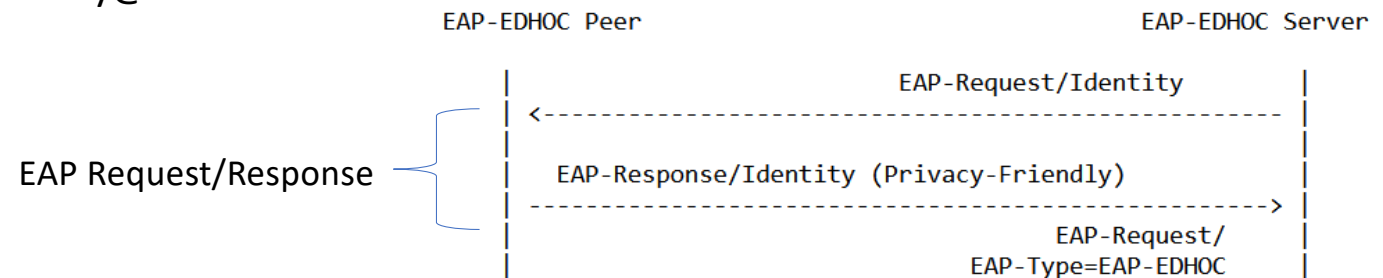 EAP-EDHOC Peer EAP-EDHOC Server
EAP-Request/Identity
EAP Request/Response
EAP-Response/Identity (Privacy-Friendly)
EAP-Request/
EAP-Type=EAP-EDHOC